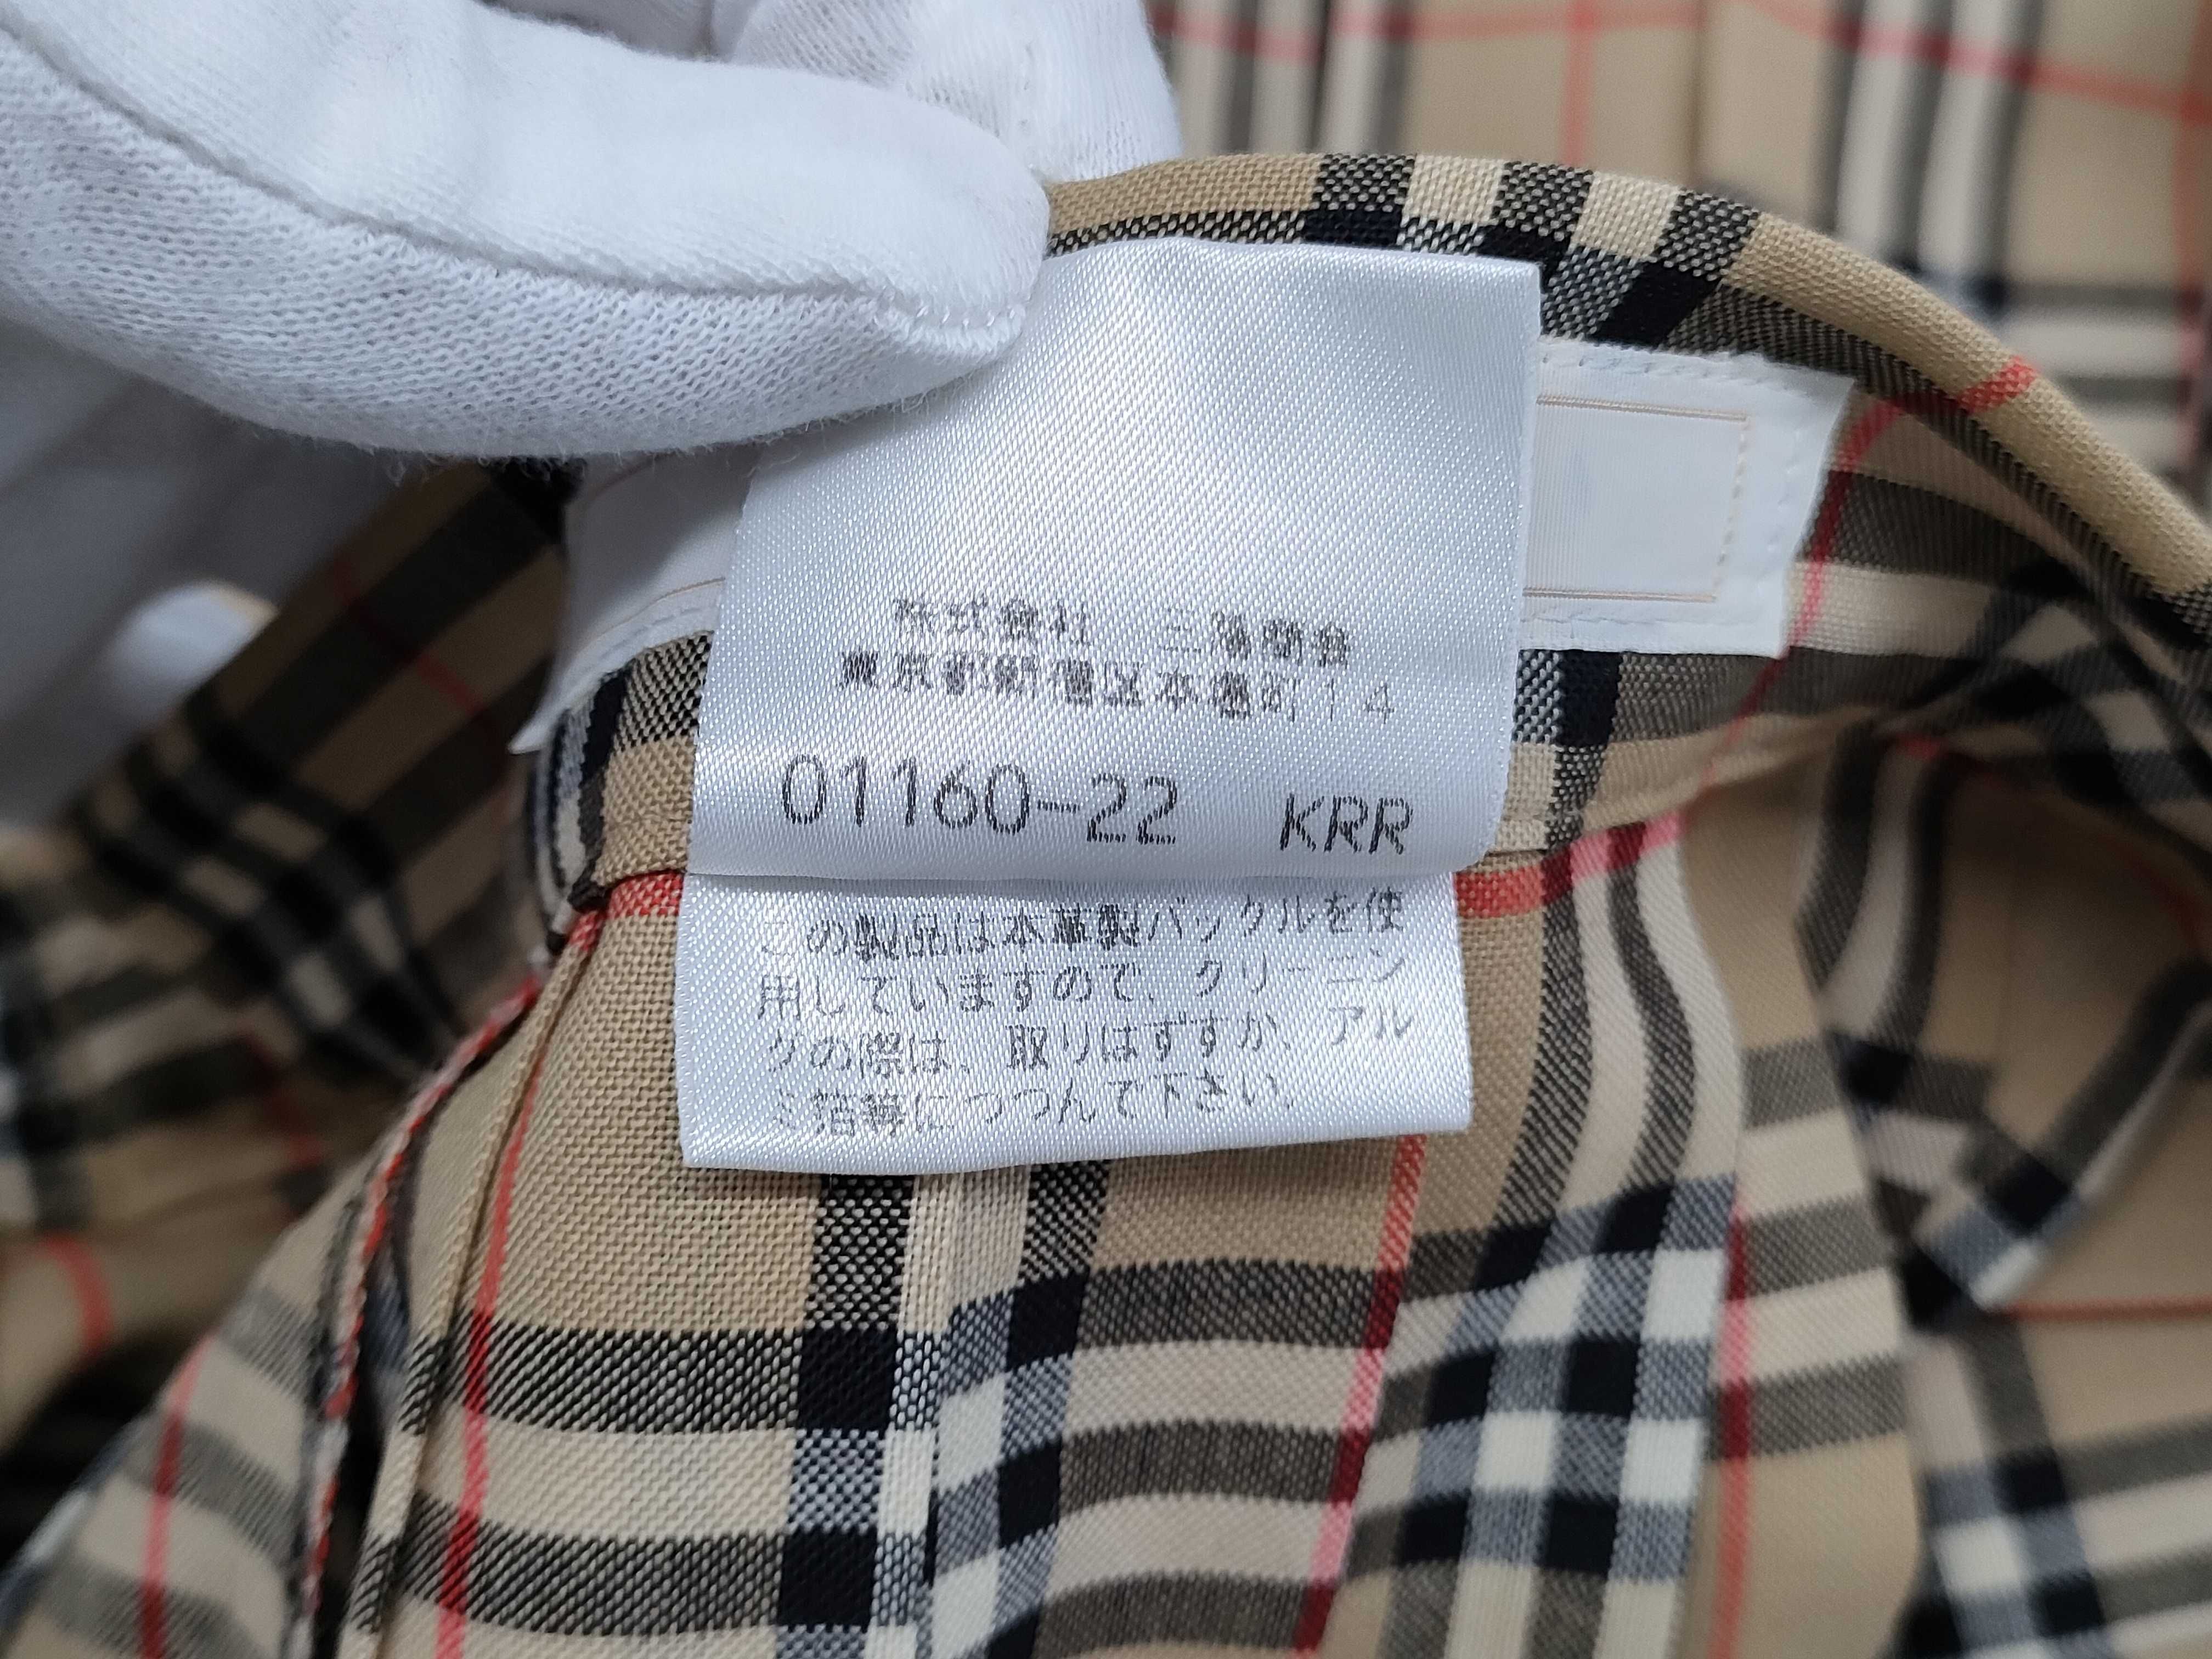 株式会社 三陽商会
東京都新宿区本塩町14
01160-22 KRR
この製品は本革製バックルを使
用していますので、クリーニン
グの際は、取りはずすか、アル
ミ箔等につつんで下さい。